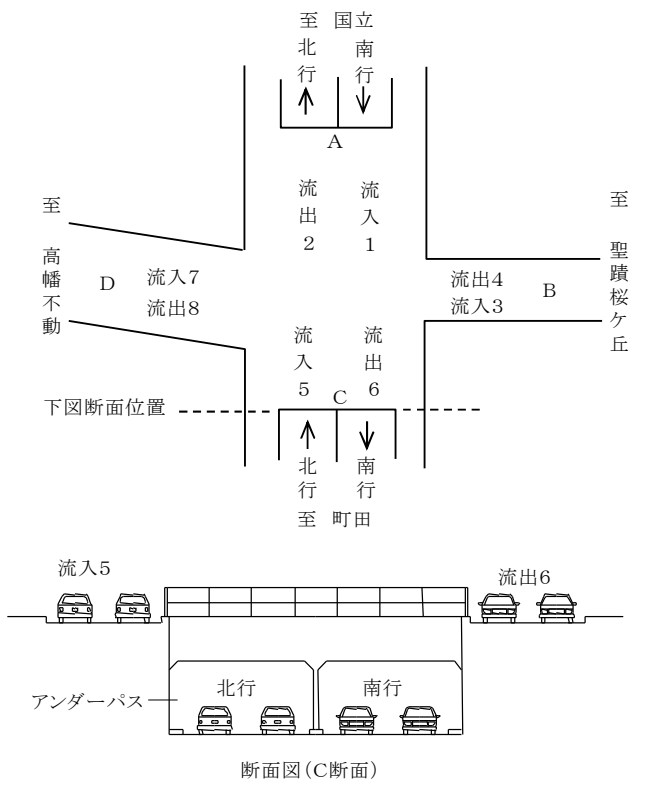 至 国立
北行
南行
A
流出2
流入1
至 高幡不動
D
流入7
流出8
流出4
流入3
B
至 聖蹟桜ケ丘
流入5
流出6
C
下図断面位置
北行
南行
至 町田
流入5
流出6
アンダーパス
北行
南行
断面図(C断面)